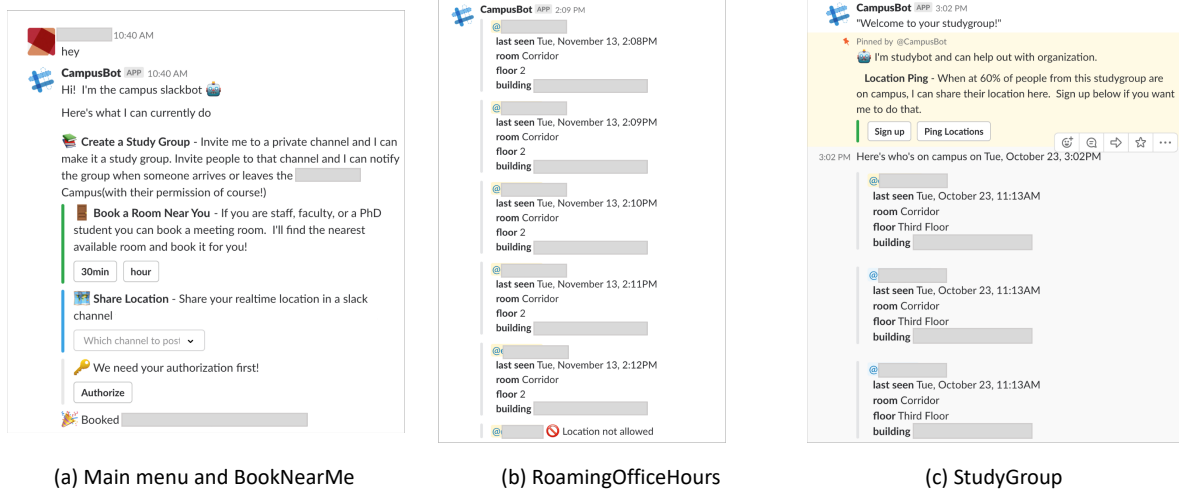 10:40 AM
hey
CampusBot APP 10:40 AM
Hi! I'm the campus slackbot
Here's what I can currently do
Create a Study Group - Invite me to a private channel and I can
make it a study group. Invite people to that channel and I can notify
the group when someone arrives or leaves the
Campus(with their permission of course!)
Book a Room Near You - If you are staff, faculty, or a PhD
student you can book a meeting room. I'll find the nearest
available room and book it for you!
30min hour
Share Location - Share your realtime location in a slack
channel
Which channel to post
We need your authorization first!
Authorize
Booked
(a) Main menu and BookNearMe
CampusBot APP 2:09 PM
@
last seen Tue, November 13, 2:08PM
room Corridor
floor 2
building
@
last seen Tue, November 13, 2:09PM
room Corridor
floor 2
building
@
last seen Tue, November 13, 2:10PM
room Corridor
floor 2
building
@
last seen Tue, November 13, 2:11PM
room Corridor
floor 2
building
@
last seen Tue, November 13, 2:12PM
room Corridor
floor 2
building
@ Location not allowed
(b) RoamingOfficeHours
CampusBot APP 3:02 PM
"Welcome to your studygroup!"
Pinned by @CampusBot
I'm studybot and can help out with organization.
Location Ping - When at 60% of people from this studygroup are
on campus, I can share their location here. Sign up below if you want
me to do that.
Sign up Ping Locations
3:02 PM Here's who's on campus on Tue, October 23, 3:02PM
@
last seen Tue, October 23, 11:13AM
room Corridor
floor Third Floor
building
@
last seen Tue, October 23, 11:13AM
room Corridor
floor Third Floor
building
@
last seen Tue, October 23, 11:13AM
room Corridor
floor Third Floor
building
(c) StudyGroup